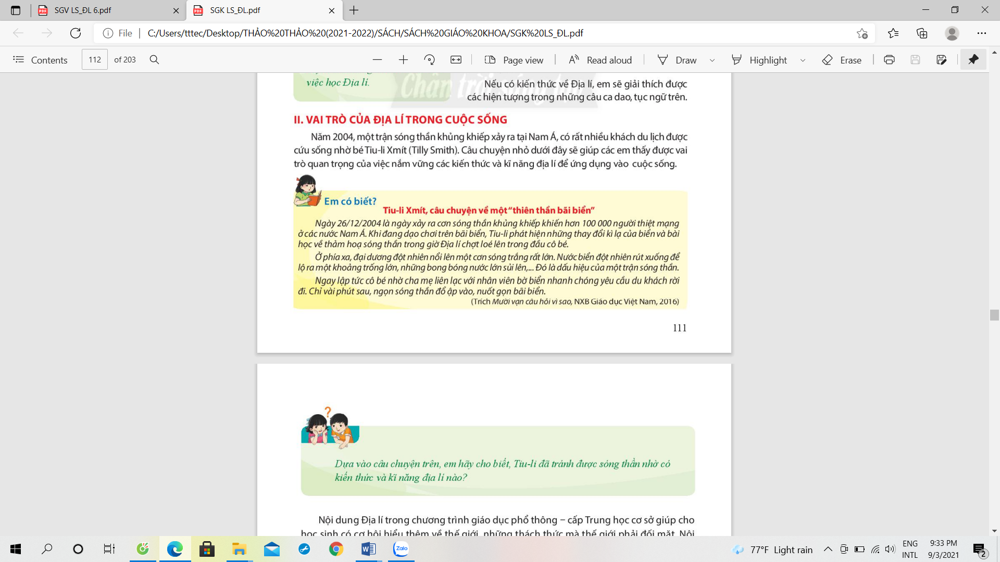 SGV LS_ĐL 6.pdf
SGK LS_ĐL.pdf
File
C:/Users/tttec/Desktop/THẢO%20THẢO%20(2021-2022)/SÁCH/SÁCH%20GIÁO%20KHOA/SGK%20LS_ĐL.pdf
Contents
112
of 203
Page view
Read aloud
Draw
Highlight
Erase
việc học Địa lí.
Chân trời sáng tạo
Nếu có kiến thức về Địa lí, em sẽ giải thích được
các hiện tượng trong những câu ca dao, tục ngữ trên.
II. VAI TRÒ CỦA ĐỊA LÍ TRONG CUỘC SỐNG
Năm 2004, một trận sóng thần khủng khiếp xảy ra tại Nam Á, có rất nhiều khách du lịch được
cứu sống nhờ bé Tiu-li Xmít (Tilly Smith). Câu chuyện nhỏ dưới đây sẽ giúp các em thấy được vai
trò quan trọng của việc nắm vững các kiến thức và kĩ năng địa lí để ứng dụng vào cuộc sống.
Em có biết?
Tiu-li Xmít, câu chuyện về một “thiên thần bãi biển”
Ngày 26/12/2004 là ngày xảy ra cơn sóng thần khủng khiếp khiến hơn 100 000 người thiệt mạng
ở các nước Nam Á. Khi đang dạo chơi trên bãi biển, Tiu-li phát hiện những thay đổi kì lạ của biển và bài
học về thảm hoạ sóng thần trong giờ Địa lí chợt loé lên trong đầu cô bé.
Ở phía xa, đại dương đột nhiên nổi lên một cơn sóng trắng rất lớn. Nước biển đột nhiên rút xuống để
lộ ra một khoảng trống lớn, những bong bóng nước lớn sủi lên,... Đó là dấu hiệu của một trận sóng thần.
Ngay lập tức cô bé nhờ cha mẹ liên lạc với nhân viên bờ biển nhanh chóng yêu cầu du khách rời
đi. Chỉ vài phút sau, ngọn sóng thần đổ ập vào, nuốt gọn bãi biển.
(Trích Mười vạn câu hỏi vì sao, NXB Giáo dục Việt Nam, 2016)
111
?
Dựa vào câu chuyện trên, em hãy cho biết, Tiu-li đã tránh được sóng thần nhờ có
kiến thức và kĩ năng địa lí nào?
Nội dung Địa lí trong chương trình giáo dục phổ thông – cấp Trung học cơ sở giúp cho
học sinh có cơ hội hiểu thêm về thế giới, những thách thức mà thế giới phải đối mặt. Nội
Zalo
77°F Light rain
ENG
INTL
9:33 PM
9/3/2021
2